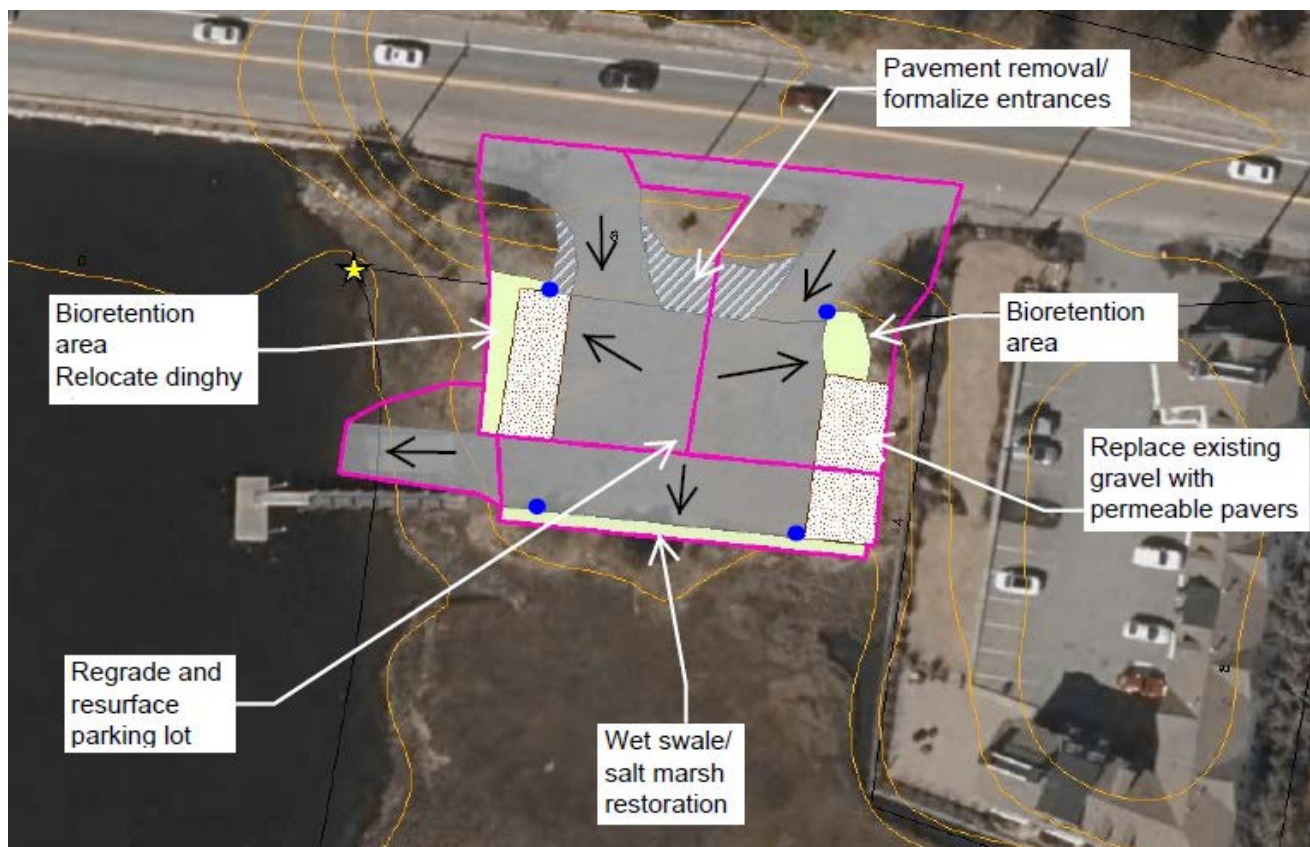 Pavement removal/
formalize entrances
Bioretention
area
Relocate dinghy
Bioretention
area
Replace existing
gravel with
permeable pavers
Regrade and
resurface
parking lot
Wet swale/
salt marsh
restoration